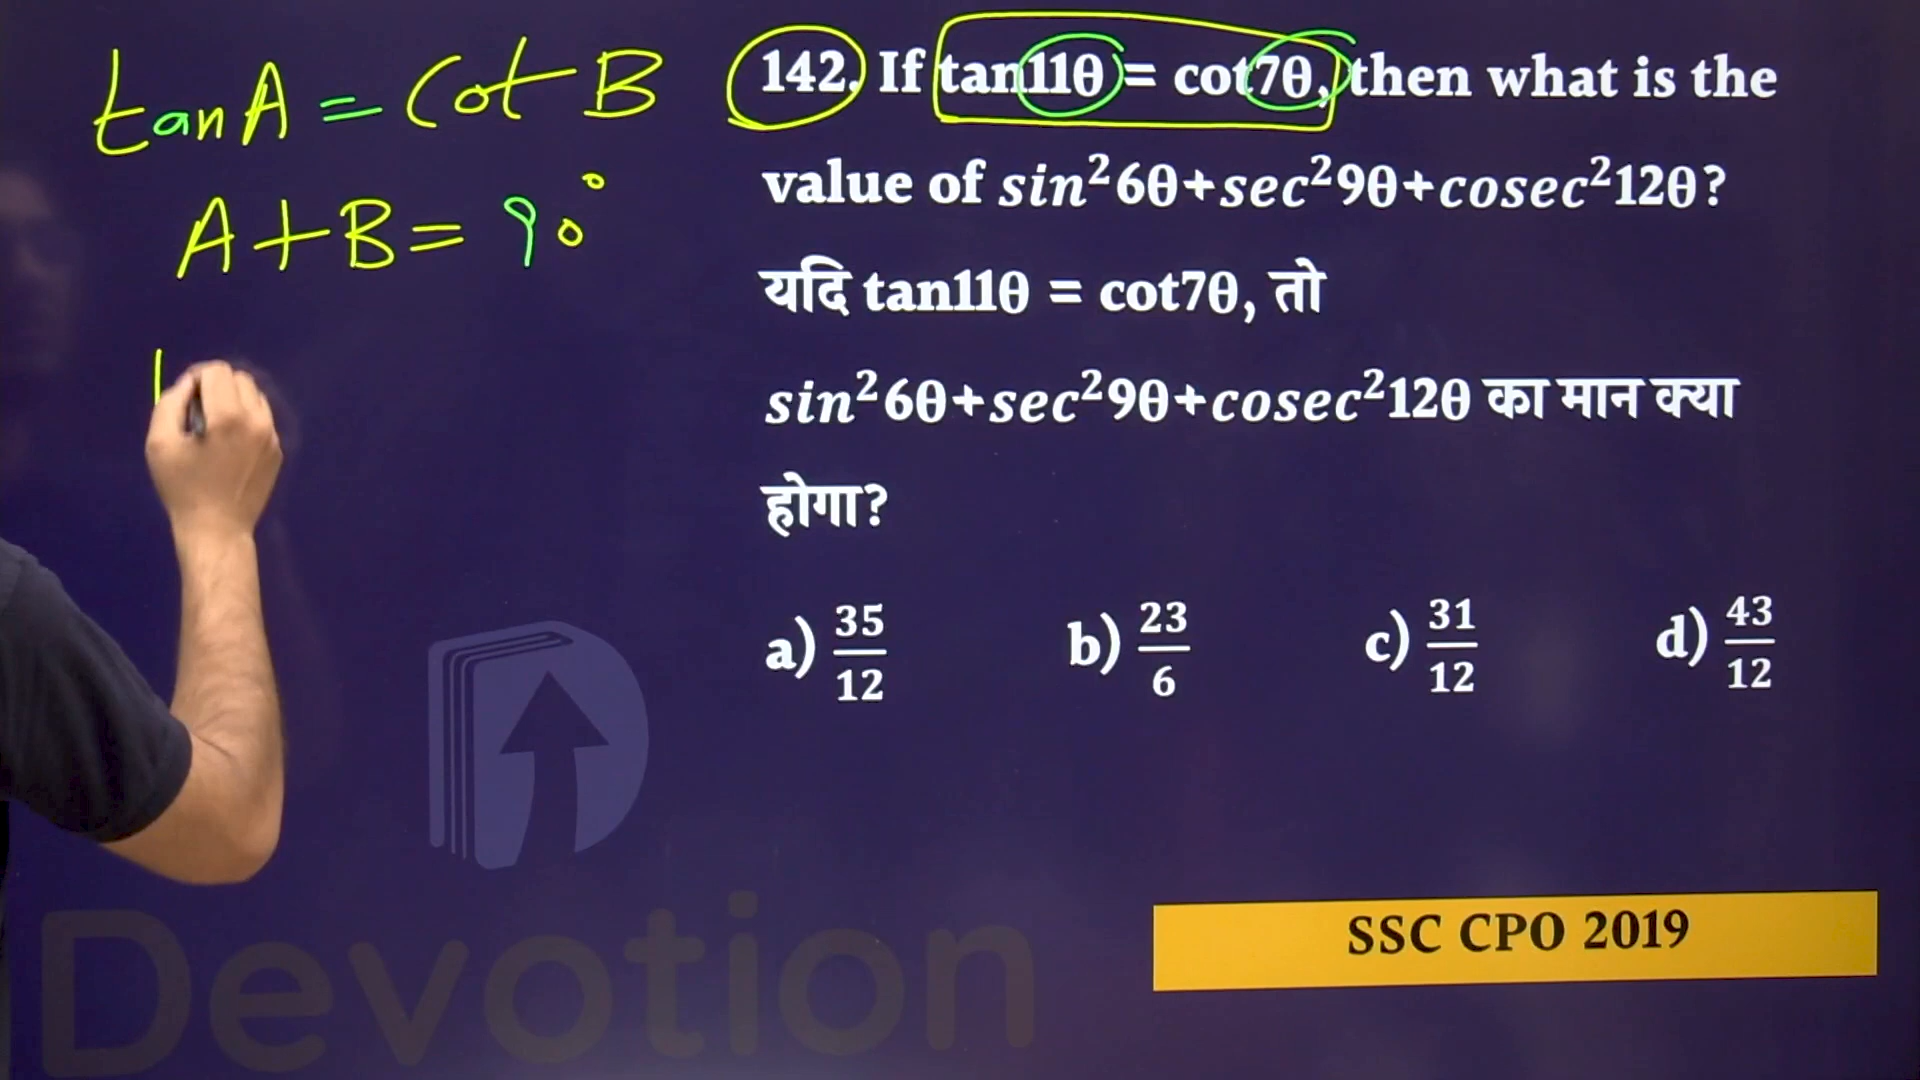 tanA = Cot B
A+B = 90°
142. If tan11θ = cot7θ, then what is the
value of sin²6θ+sec²9θ+cosec²12θ?
यदि tan11θ = cot7θ, तो
sin²6θ+sec²9θ+cosec²12θ का मान क्या
होगा?
a) 35/12 b) 23/6 c) 31/12 d) 43/12
SSC CPO 2019
Devotion